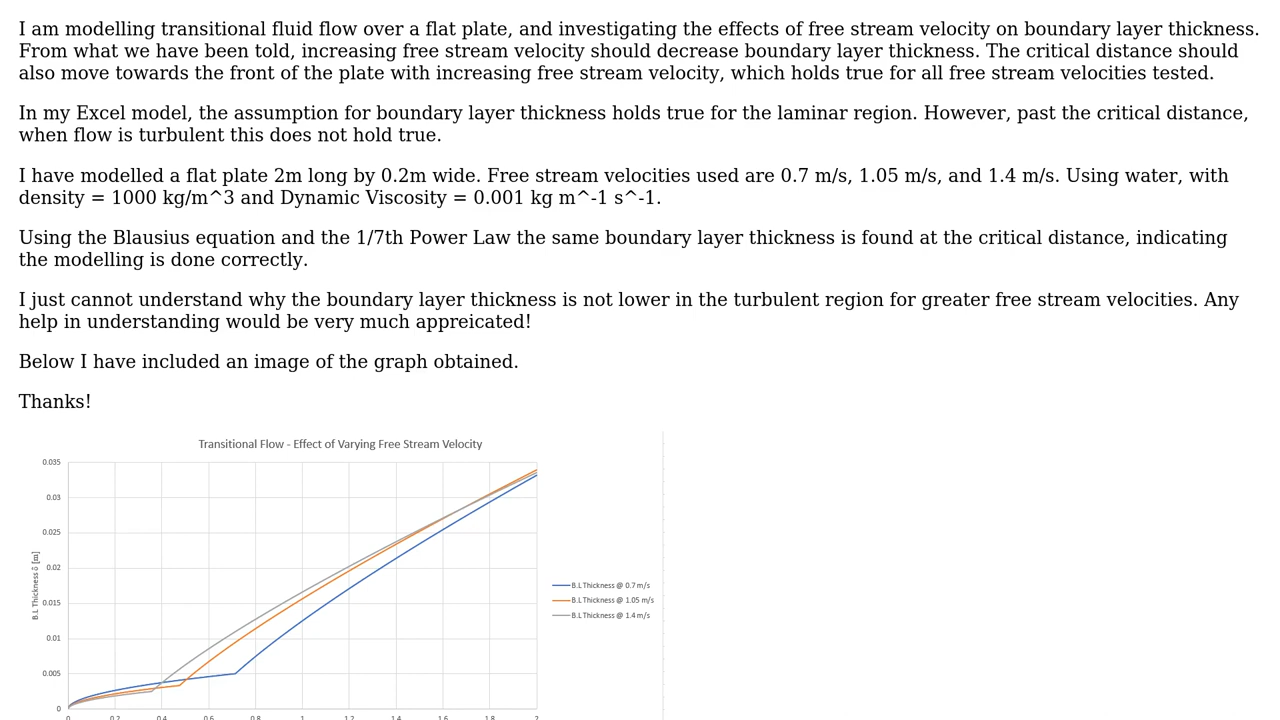 I am modelling transitional fluid flow over a flat plate, and investigating the effects of free stream velocity on boundary layer thickness.
From what we have been told, increasing free stream velocity should decrease boundary layer thickness. The critical distance should
also move towards the front of the plate with increasing free stream velocity, which holds true for all free stream velocities tested.
In my Excel model, the assumption for boundary layer thickness holds true for the laminar region. However, past the critical distance,
when flow is turbulent this does not hold true.
I have modelled a flat plate 2m long by 0.2m wide. Free stream velocities used are 0.7 m/s, 1.05 m/s, and 1.4 m/s. Using water, with
density = 1000 kg/m^3 and Dynamic Viscosity = 0.001 kg m^-1 s^-1.
Using the Blausius equation and the 1/7th Power Law the same boundary layer thickness is found at the critical distance, indicating
the modelling is done correctly.
I just cannot understand why the boundary layer thickness is not lower in the turbulent region for greater free stream velocities. Any
help in understanding would be very much appreicated!
Below I have included an image of the graph obtained.
Thanks!
Transitional Flow - Effect of Varying Free Stream Velocity
0.035
0.03
0.025
0.02
0.015
0.01
0.005
0
B.L Thickness δ [m]
B.L Thickness @ 0.7 m/s
B.L Thickness @ 1.05 m/s
B.L Thickness @ 1.4 m/s
0 0.2 0.4 0.6 0.8 1 1.2 1.4 1.6 1.8 2